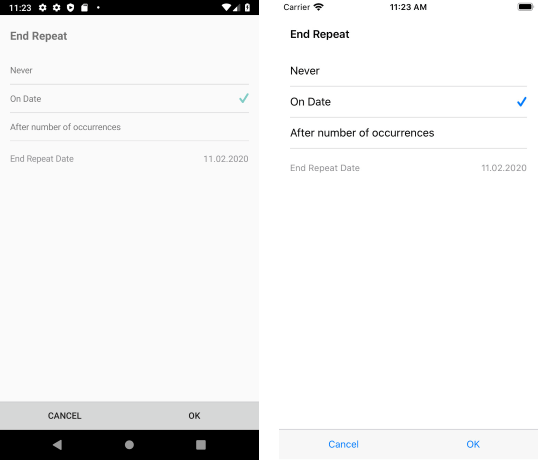 11:23
End Repeat
Never
On Date
After number of occurrences
End Repeat Date 11.02.2020
CANCEL OK
Carrier 11:23 AM
End Repeat
Never
On Date
After number of occurrences
End Repeat Date 11.02.2020
Cancel OK